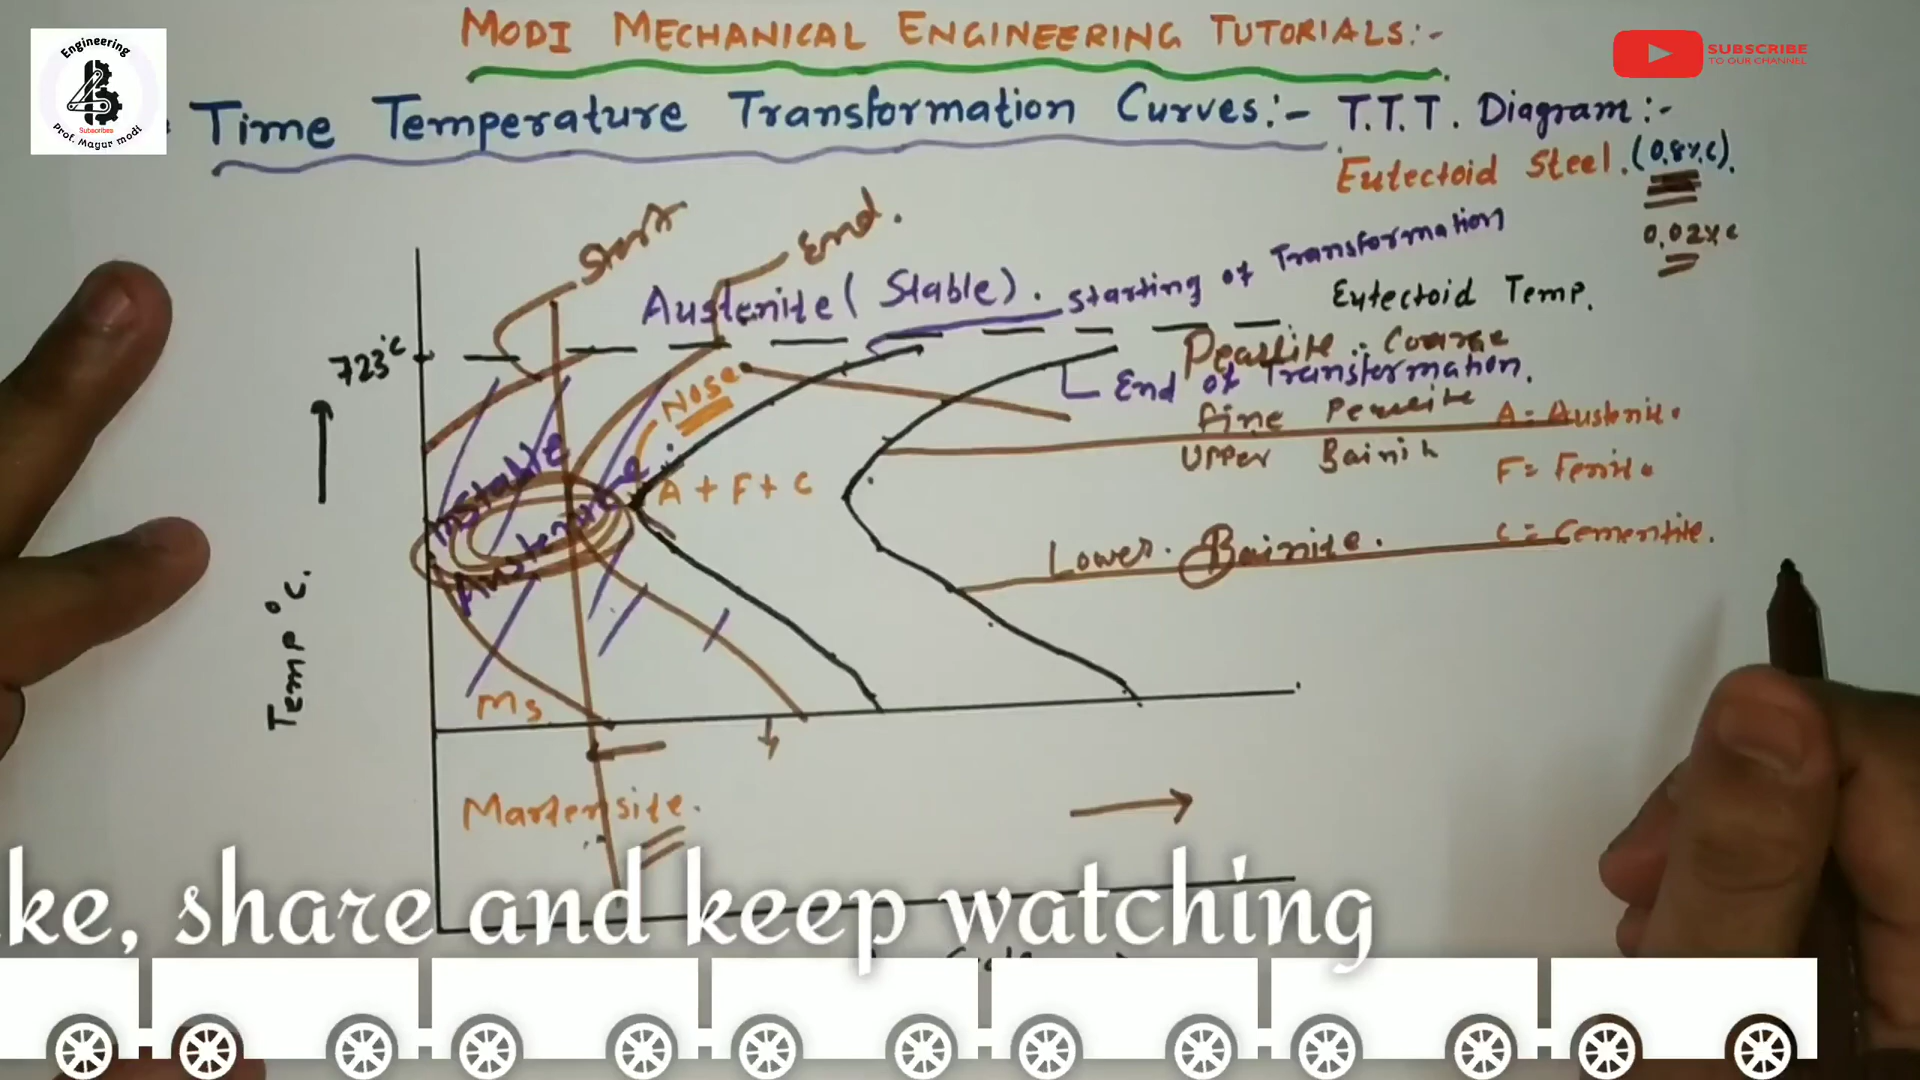 MODI MECHANICAL ENGINEERING TUTORIALS:-
Engineering
Subscribes
Prof. Mayur modi
SUBSCRIBE
TO OUR CHANNEL
Time Temperature Transformation Curves:- T.T.T. Diagram:-
Eutectoid Steel. (0.8%C).
0.02%C
Start
End.
Austenite (Stable).
starting of Transformation
Eutectoid Temp.
723°C
Pearlite: Coarse
End of Transformation.
Nose
fine Pearlite
A = Austenite
Upper Bainite
F = Ferrite
A + F + C
Unstable
Austenite
Lower. Bainite.
C = Cementite.
Temp °C.
Ms
Martensite.
ke, share and keep watching